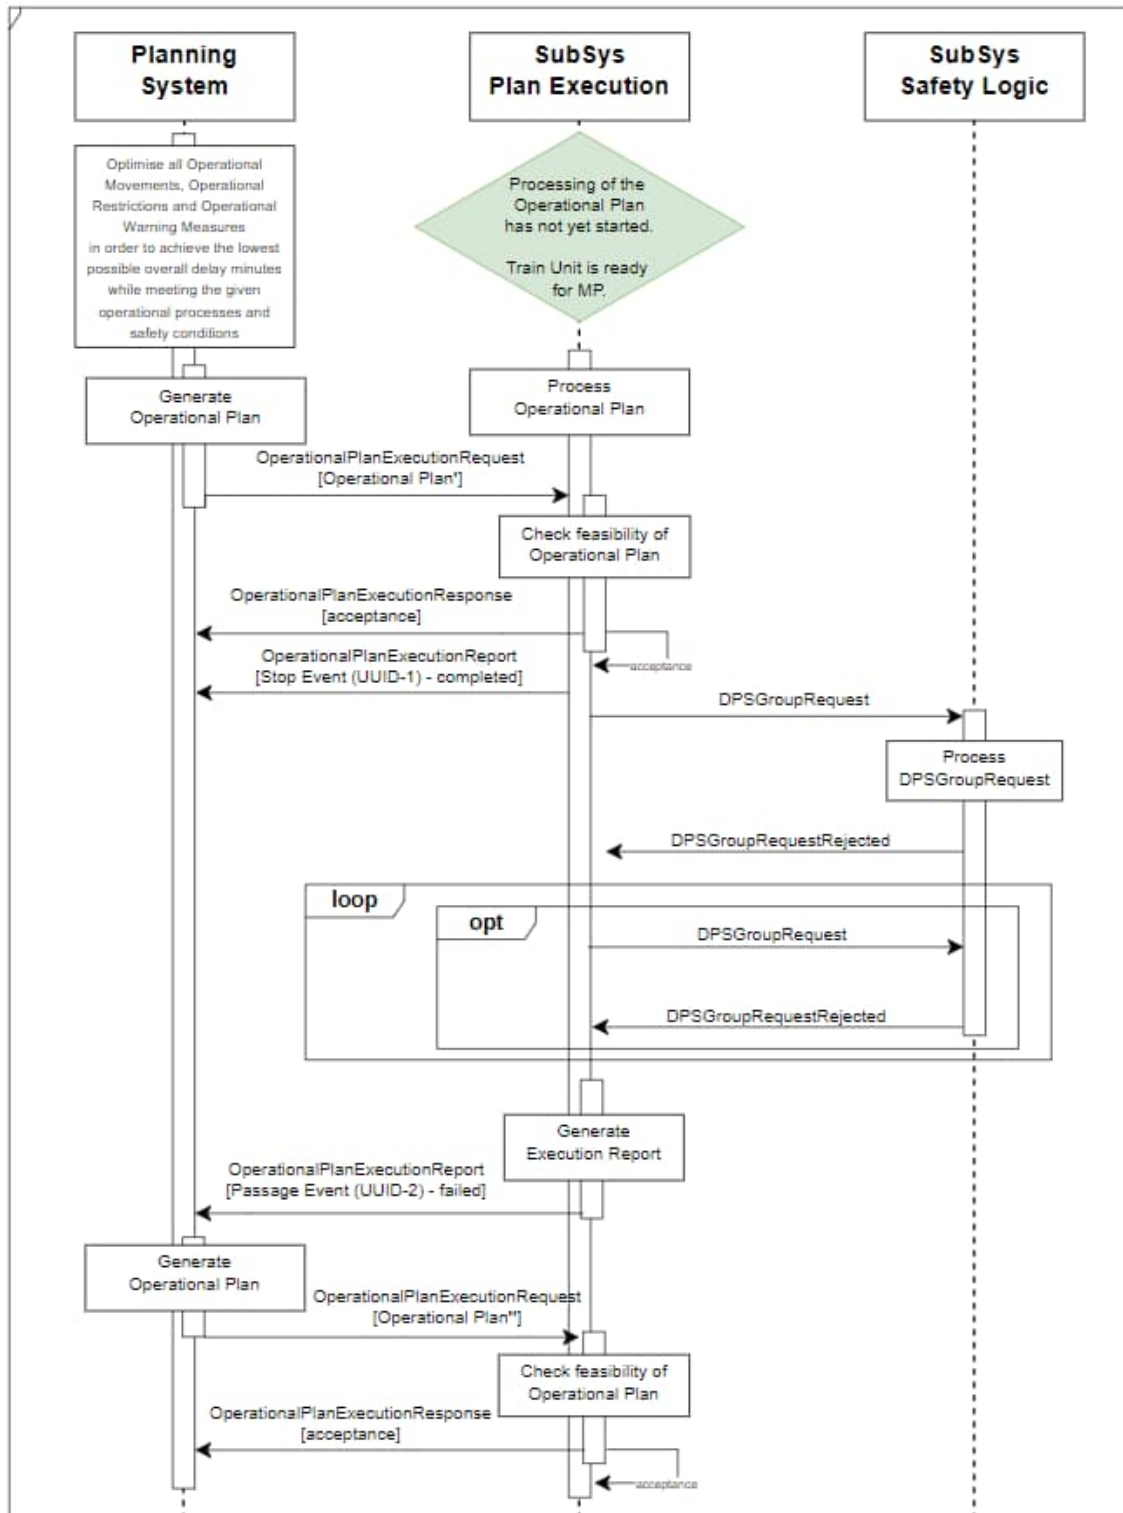 Planning
System
SubSys
Plan Execution
SubSys
Safety Logic
Optimise all Operational
Movements, Operational
Restrictions and Operational
Warning Measures
in order to achieve the lowest
possible overall delay minutes
while meeting the given
operational processes and
safety conditions
Processing of the
Operational Plan
has not yet started.
Train Unit is ready
for MP.
Generate
Operational Plan
Process
Operational Plan
OperationalPlanExecutionRequest
[Operational Plan']
Check feasibility of
Operational Plan
OperationalPlanExecutionResponse
[acceptance]
acceptance
OperationalPlanExecutionReport
[Stop Event (UUID-1) - completed]
DPSGroupRequest
Process
DPSGroupRequest
DPSGroupRequestRejected
loop
opt
DPSGroupRequest
DPSGroupRequestRejected
Generate
Execution Report
OperationalPlanExecutionReport
[Passage Event (UUID-2) - failed]
Generate
Operational Plan
OperationalPlanExecutionRequest
[Operational Plan'']
Check feasibility of
Operational Plan
OperationalPlanExecutionResponse
[acceptance]
acceptance